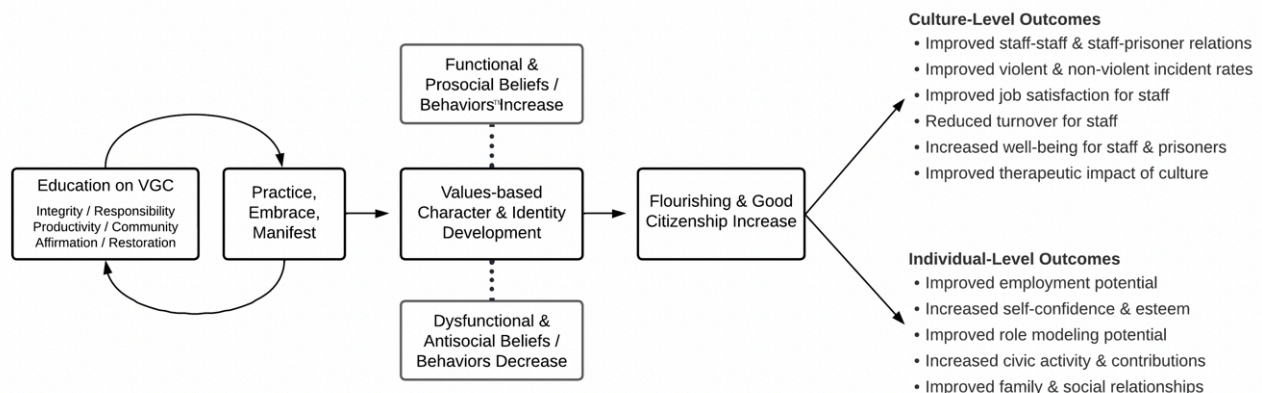 Education on VGC
Integrity / Responsibility
Productivity / Community
Affirmation / Restoration
Practice,
Embrace,
Manifest
Functional &
Prosocial Beliefs /
Behaviors™Increase
Values-based
Character & Identity
Development
Dysfunctional &
Antisocial Beliefs /
Behaviors Decrease
Flourishing & Good
Citizenship Increase
Culture-Level Outcomes
• Improved staff-staff & staff-prisoner relations
• Improved violent & non-violent incident rates
• Improved job satisfaction for staff
• Reduced turnover for staff
• Increased well-being for staff & prisoners
• Improved therapeutic impact of culture
Individual-Level Outcomes
• Improved employment potential
• Increased self-confidence & esteem
• Improved role modeling potential
• Increased civic activity & contributions
• Improved family & social relationships